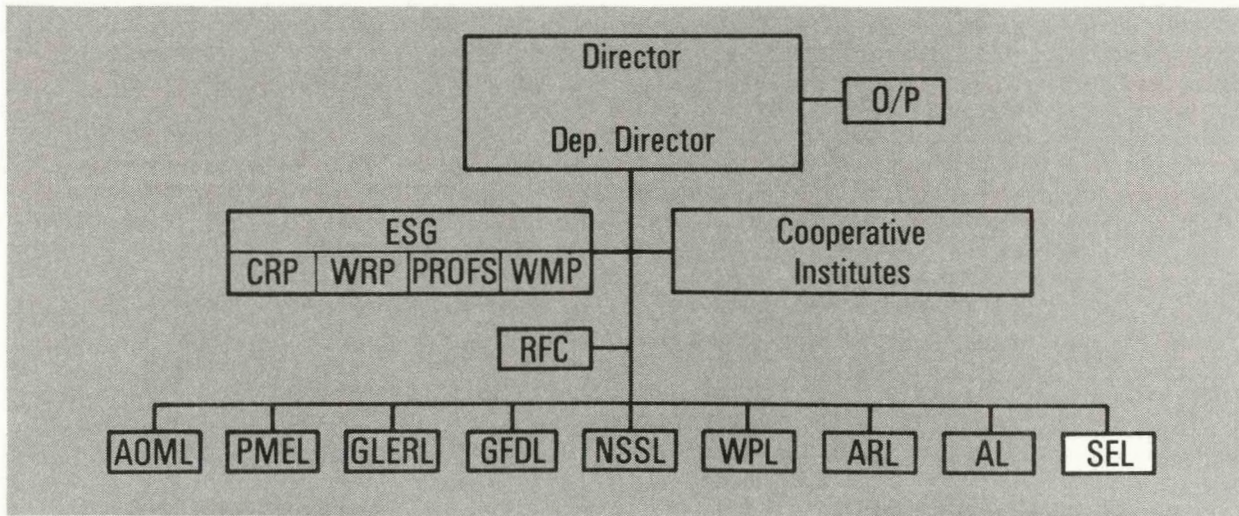 Director
O/P
Dep. Director
ESG
CRP WRP PROFS WMP
Cooperative
Institutes
RFC
AOML PMEL GLERL GFDL NSSL WPL ARL AL SEL